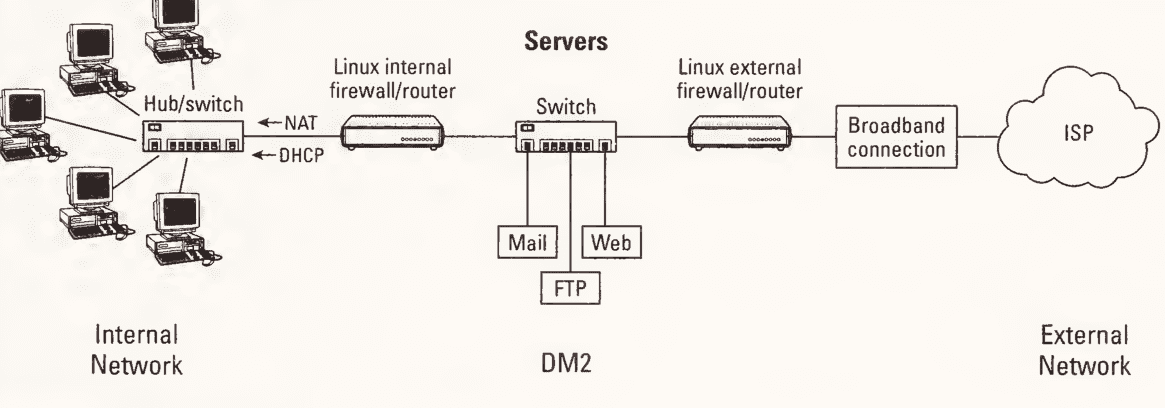 Servers
Linux internal
firewall/router
Linux external
firewall/router
Hub/switch
Switch
NAT
DHCP
Broadband
connection
ISP
Mail
Web
FTP
Internal
Network
DM2
External
Network